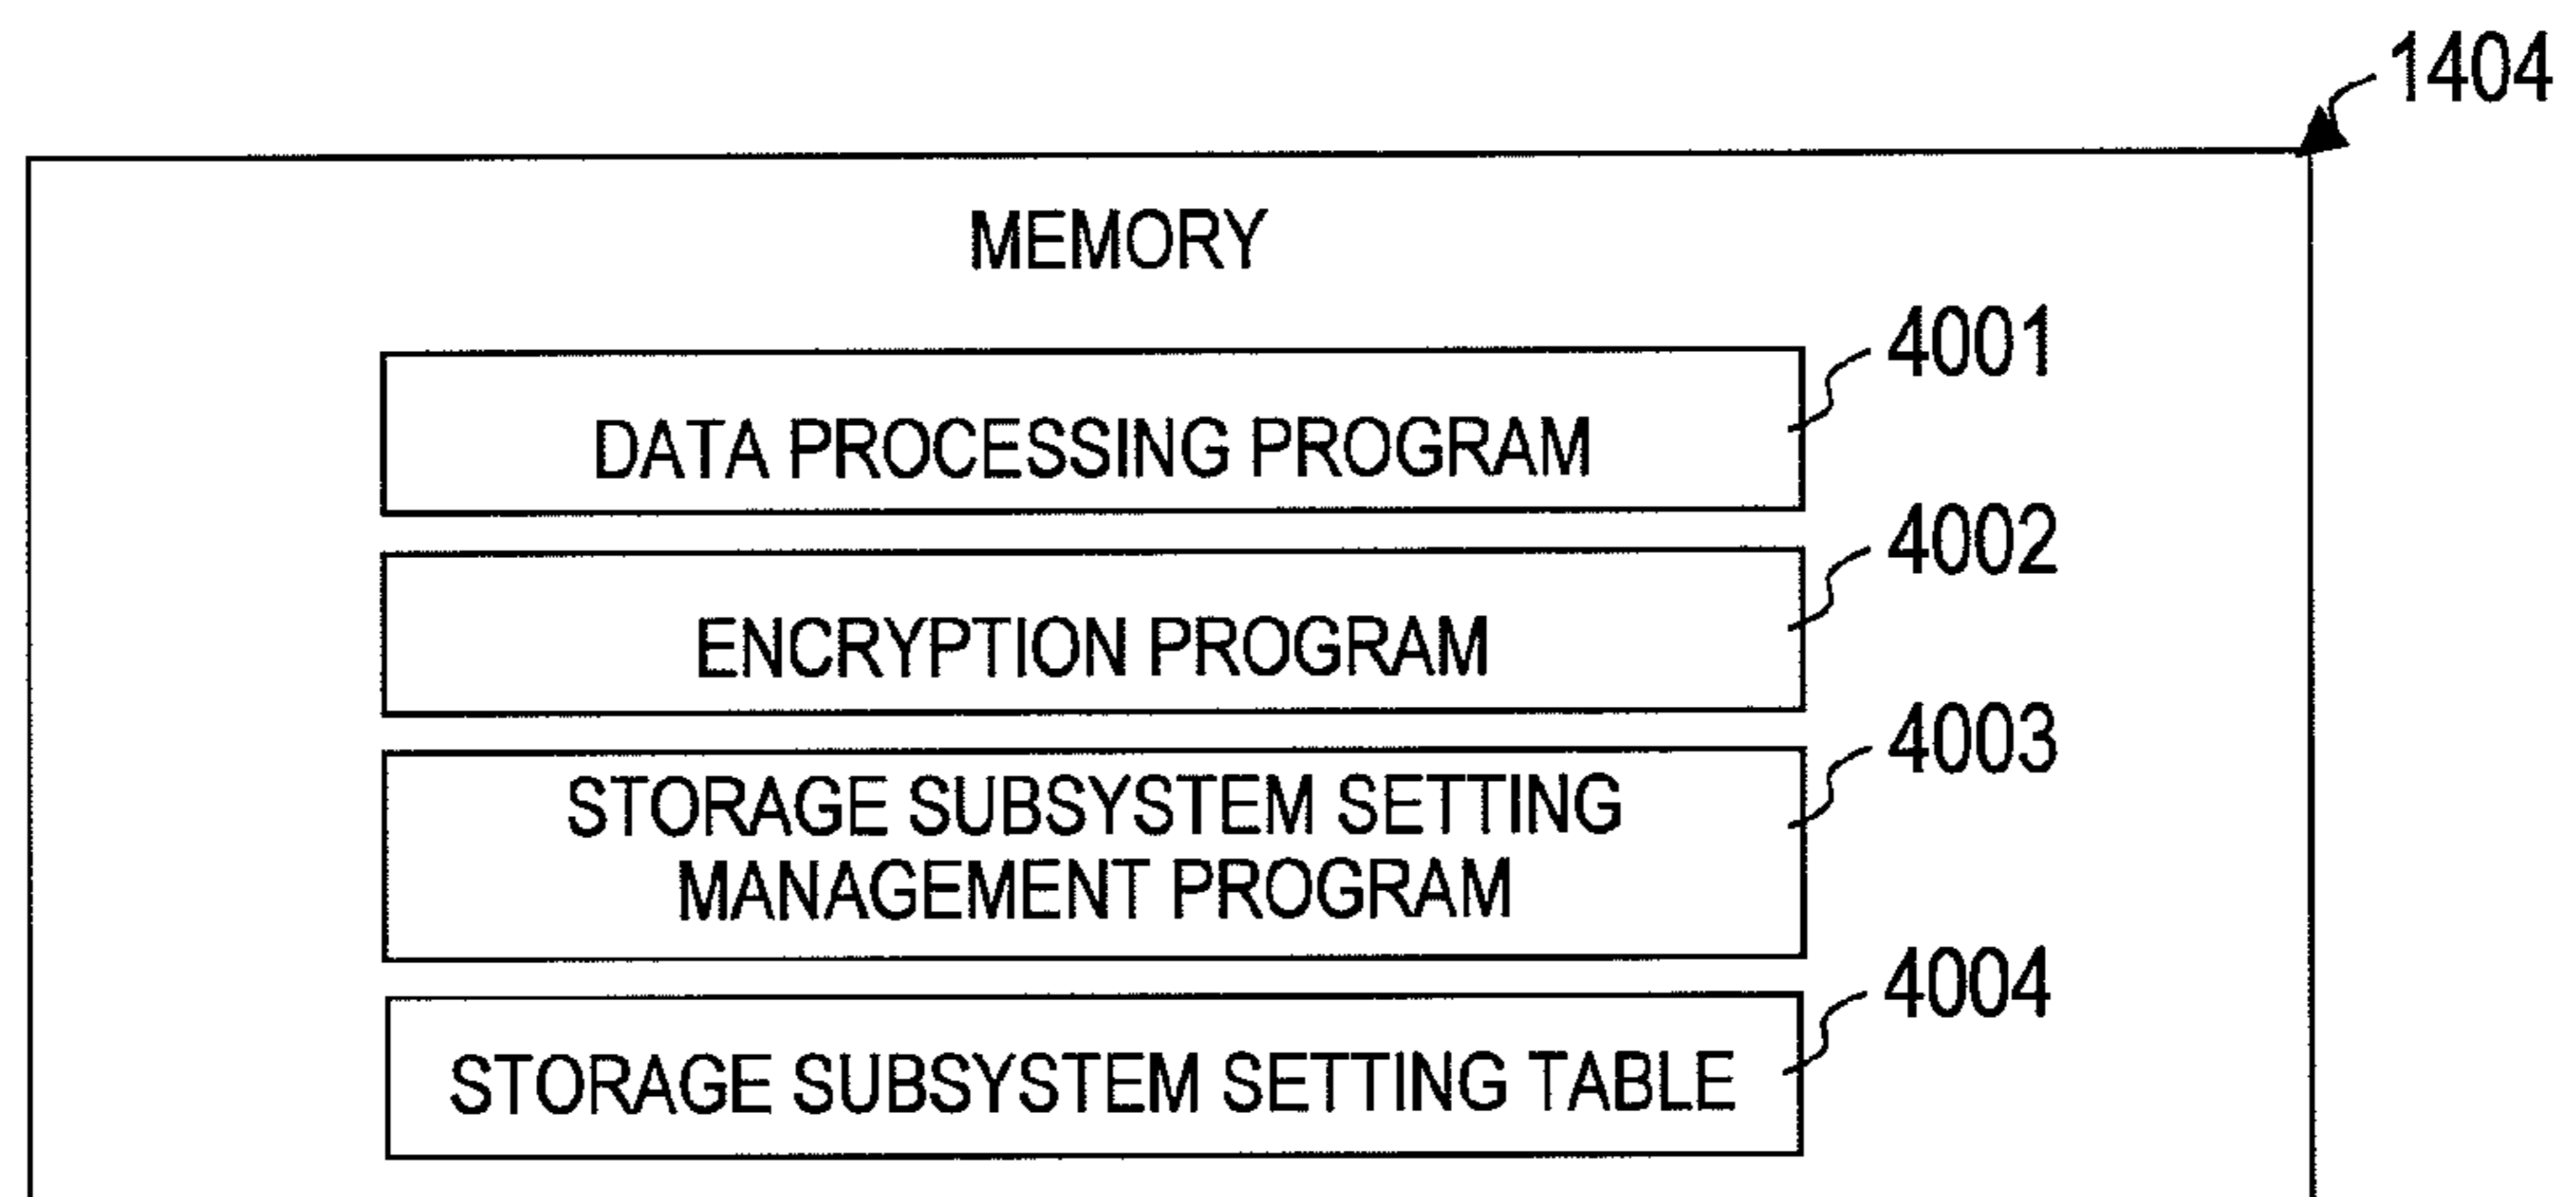 1404
MEMORY
4001
DATA PROCESSING PROGRAM
4002
ENCRYPTION PROGRAM
4003
STORAGE SUBSYSTEM SETTING
MANAGEMENT PROGRAM
4004
STORAGE SUBSYSTEM SETTING TABLE